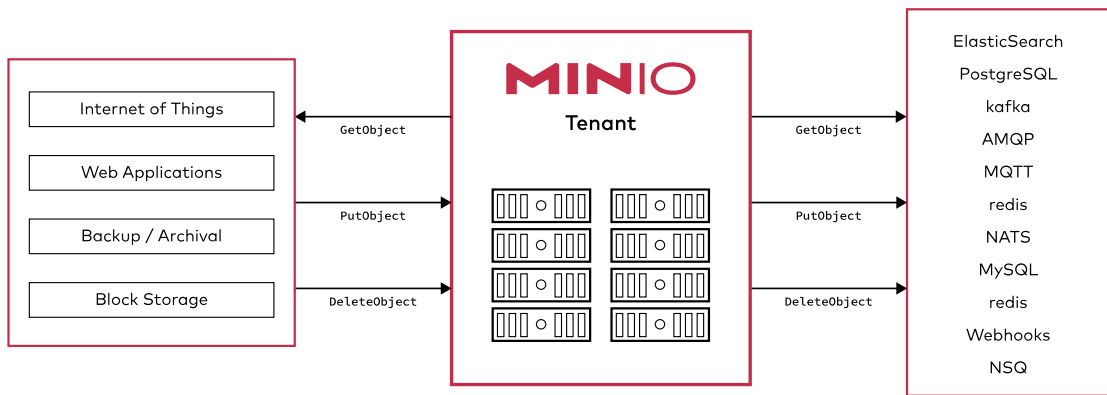 Internet of Things
Web Applications
Backup / Archival
Block Storage
GetObject
PutObject
DeleteObject
MINIO
Tenant
GetObject
PutObject
DeleteObject
ElasticSearch
PostgreSQL
kafka
AMQP
MQTT
redis
NATS
MySQL
redis
Webhooks
NSQ